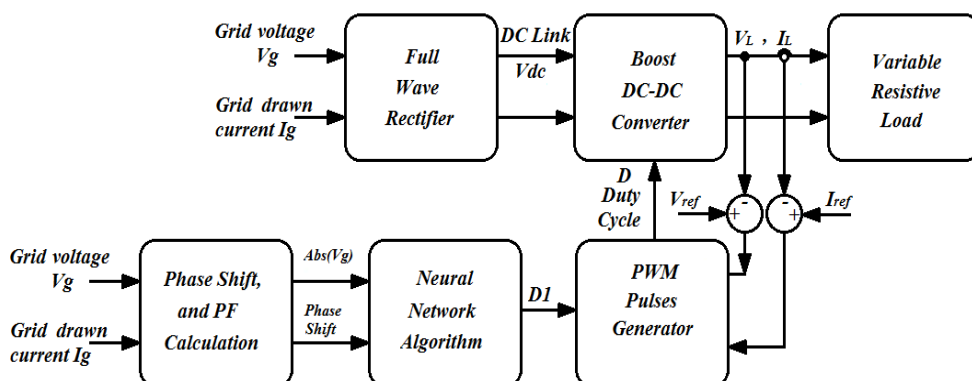 Grid voltage
Vg
Grid drawn
current Ig
Full
Wave
Rectifier
DC Link
Vdc
Boost
DC-DC
Converter
VL , IL
Variable
Resistive
Load
D
Duty
Cycle
Vref
+
-
-
+
Iref
Grid voltage
Vg
Grid drawn
current Ig
Phase Shift,
and PF
Calculation
Abs(Vg)
Phase
Shift
Neural
Network
Algorithm
D1
PWM
Pulses
Generator